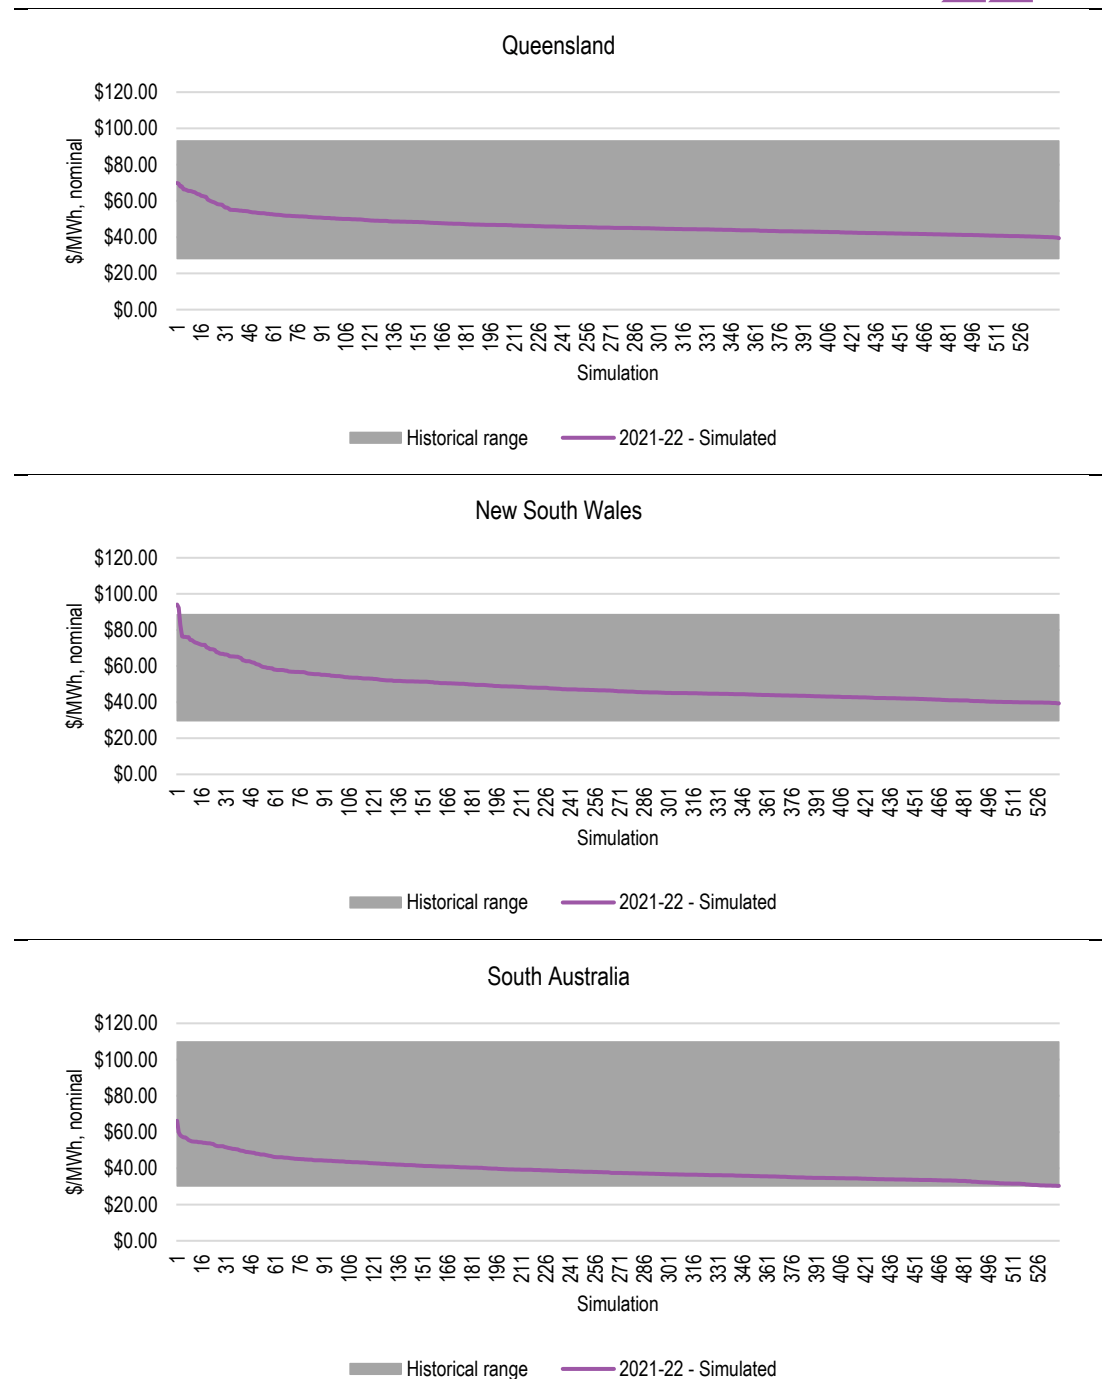 Queensland
$/MWh, nominal
$120.00
$100.00
$80.00
$60.00
$40.00
$20.00
$0.00
1 16 31 46 61 76 91 106 121 136 151 166 181 196 211 226 241 256 271 286 301 316 331 346 361 376 391 406 421 436 451 466 481 496 511 526
Simulation
Historical range 2021-22 - Simulated
New South Wales
$/MWh, nominal
$120.00
$100.00
$80.00
$60.00
$40.00
$20.00
$0.00
1 16 31 46 61 76 91 106 121 136 151 166 181 196 211 226 241 256 271 286 301 316 331 346 361 376 391 406 421 436 451 466 481 496 511 526
Simulation
Historical range 2021-22 - Simulated
South Australia
$/MWh, nominal
$120.00
$100.00
$80.00
$60.00
$40.00
$20.00
$0.00
1 16 31 46 61 76 91 106 121 136 151 166 181 196 211 226 241 256 271 286 301 316 331 346 361 376 391 406 421 436 451 466 481 496 511 526
Simulation
Historical range 2021-22 - Simulated